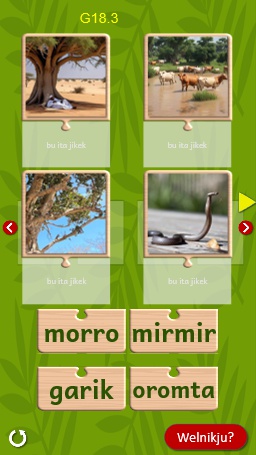 G18.3
bu ita jikek
bu ita jikek
bu ita jikek
bu ita jikek
morro
mirmir
garik
oromta
Welnikju?